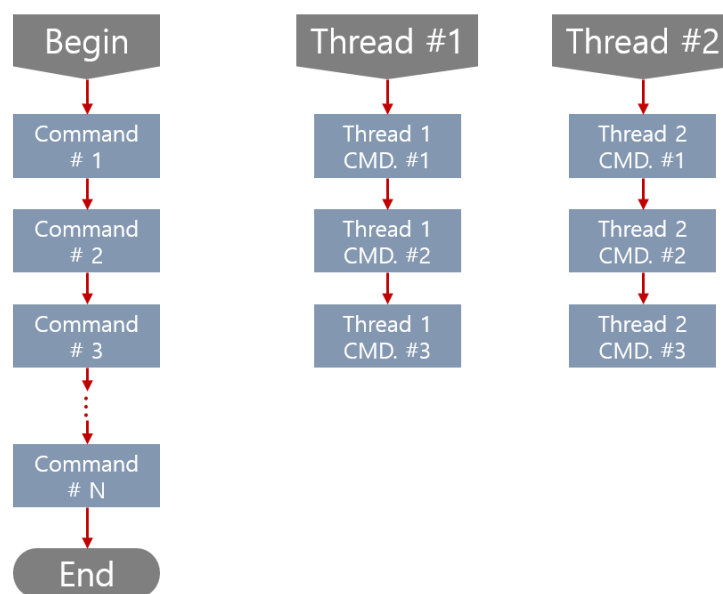 Begin
Command
# 1
Command
# 2
Command
# 3
Command
# N
End
Thread #1
Thread 1
CMD. #1
Thread 1
CMD. #2
Thread 1
CMD. #3
Thread #2
Thread 2
CMD. #1
Thread 2
CMD. #2
Thread 2
CMD. #3